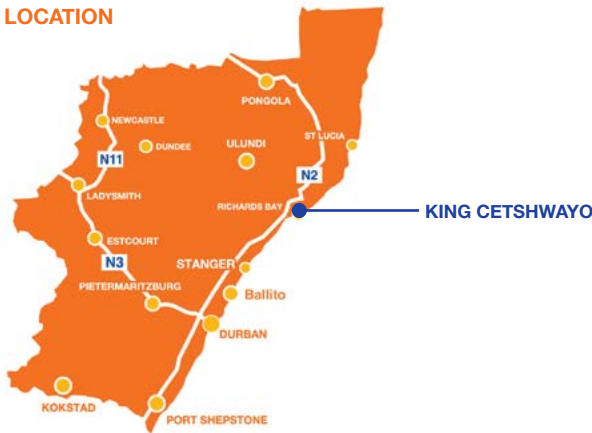 LOCATION
PONGOLA
NEWCASTLE
DUNDEE
ULUNDI
ST LUCIA
N11
N2
LADYSMITH
RICHARDS BAY
KING CETSHWAYO
ESTCOURT
N3
STANGER
PIETERMARITZBURG
Ballito
DURBAN
KOKSTAD
PORT SHEPSTONE